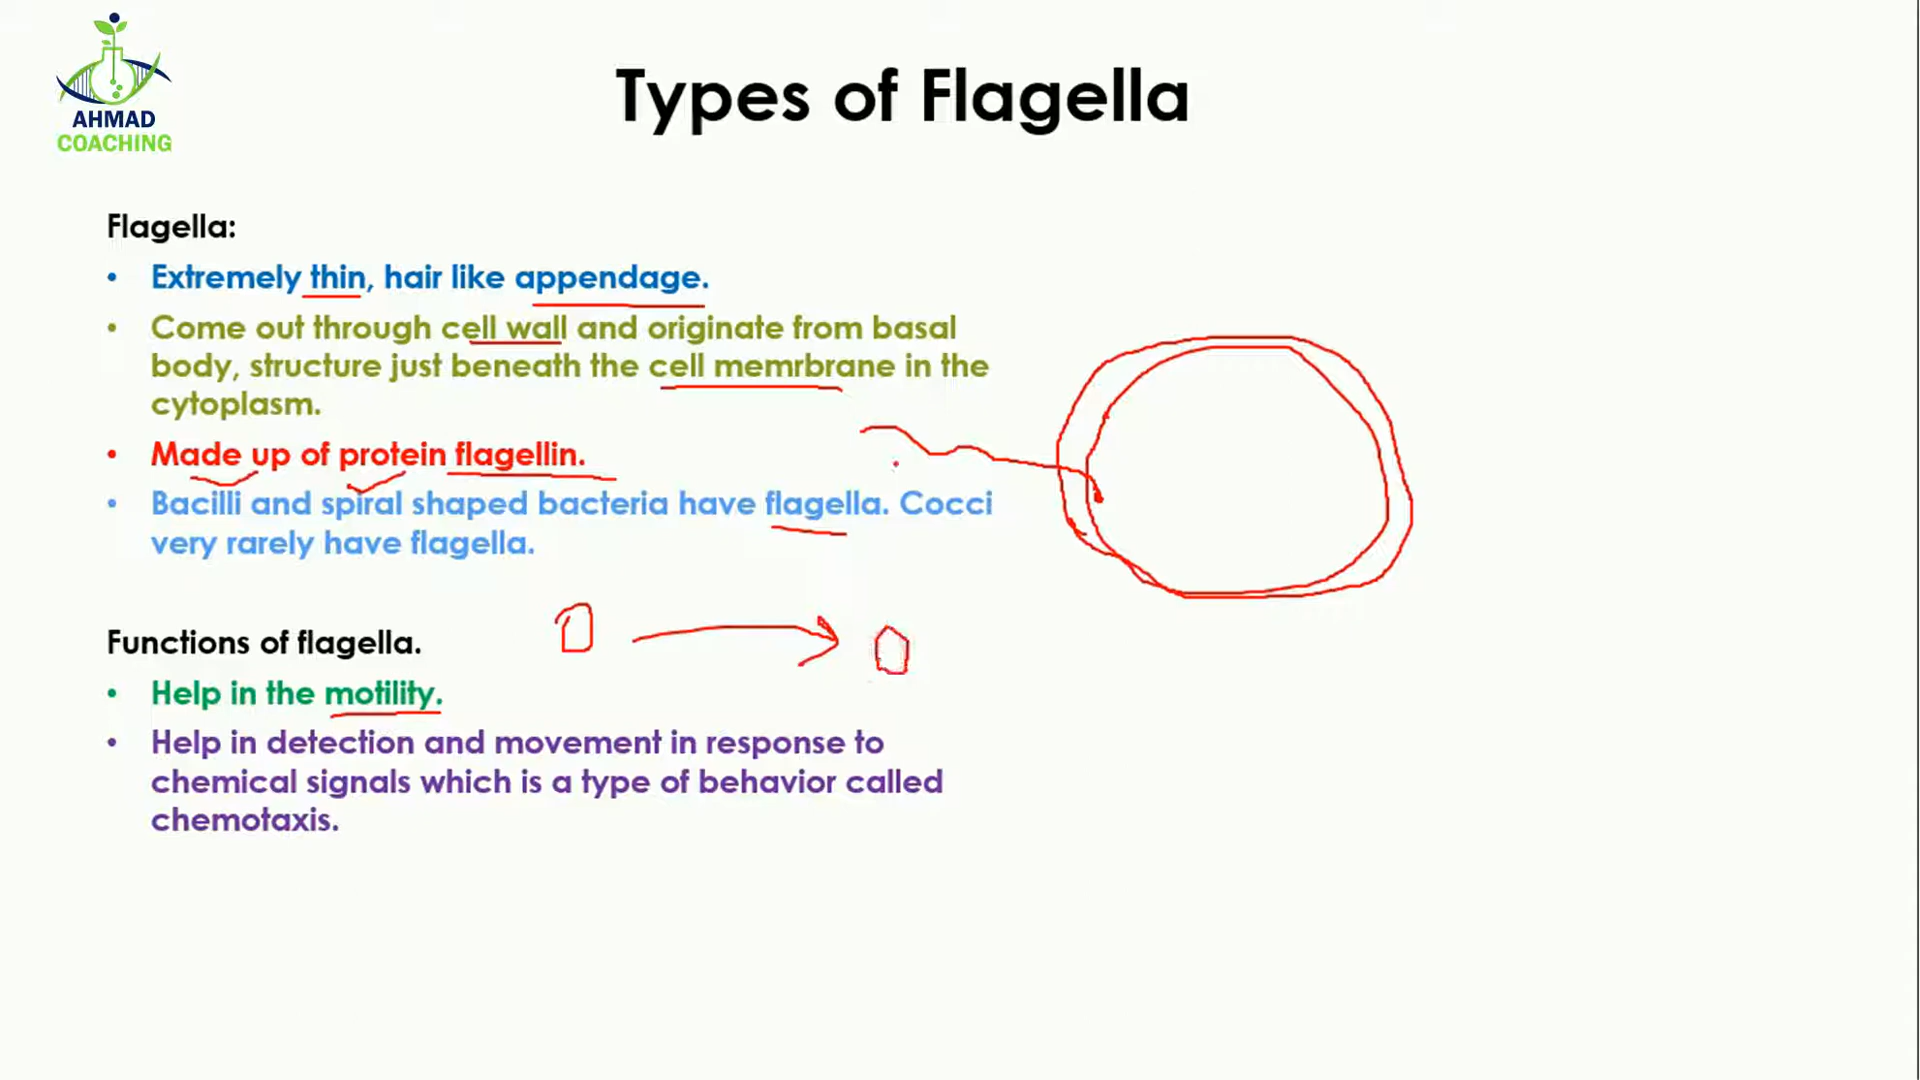 AHMAD
COACHING
Types of Flagella
Flagella:
• Extremely thin, hair like appendage.
• Come out through cell wall and originate from basal
body, structure just beneath the cell memrbrane in the
cytoplasm.
• Made up of protein flagellin.
• Bacilli and spiral shaped bacteria have flagella. Cocci
very rarely have flagella.
Functions of flagella.
• Help in the motility.
• Help in detection and movement in response to
chemical signals which is a type of behavior called
chemotaxis.